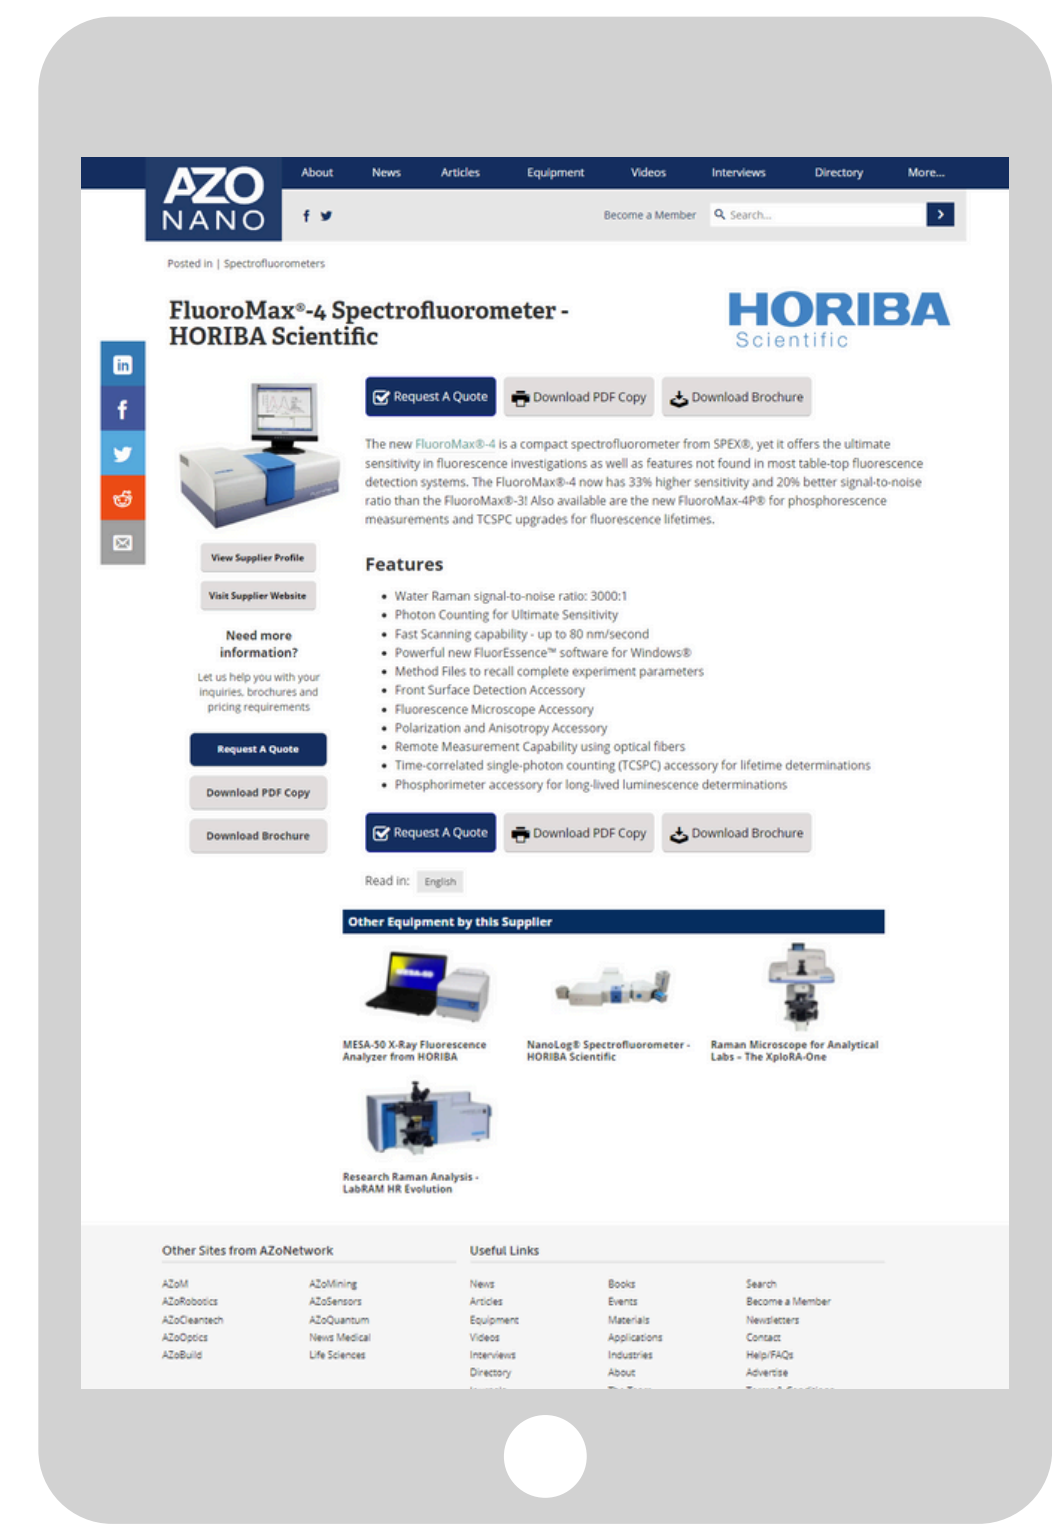 AZO
NANO
About News Articles Equipment Videos Interviews Directory More...
Become a Member Search...
Posted in | Spectrofluorometers
FluoroMax®-4 Spectrofluorometer -
HORIBA Scientific
HORIBA
Scientific
Request A Quote Download PDF Copy Download Brochure
The new FluoroMax®-4 is a compact spectrofluorometer from SPEX®, yet it offers the ultimate
sensitivity in fluorescence investigations as well as features not found in most table-top fluorescence
detection systems. The FluoroMax®-4 now has 33% higher sensitivity and 20% better signal-to-noise
ratio than the FluoroMax®-3! Also available are the new FluoroMax-4P® for phosphorescence
measurements and TCSPC upgrades for fluorescence lifetimes.
View Supplier Profile
Visit Supplier Website
Need more
information?
Let us help you with your
inquiries, brochures and
pricing requirements
Request A Quote
Download PDF Copy
Download Brochure
Features
• Water Raman signal-to-noise ratio: 3000:1
• Photon Counting for Ultimate Sensitivity
• Fast Scanning capability - up to 80 nm/second
• Powerful new FluorEssence™ software for Windows®
• Method Files to recall complete experiment parameters
• Front Surface Detection Accessory
• Fluorescence Microscope Accessory
• Polarization and Anisotropy Accessory
• Remote Measurement Capability using optical fibers
• Time-correlated single-photon counting (TCSPC) accessory for lifetime determinations
• Phosphorimeter accessory for long-lived luminescence determinations
Request A Quote Download PDF Copy Download Brochure
Read in: English
Other Equipment by this Supplier
MESA-50
MESA-50 X-Ray Fluorescence
Analyzer from HORIBA
NanoLog® Spectrofluorometer -
HORIBA Scientific
Raman Microscope for Analytical
Labs – The XploRA-One
Research Raman Analysis -
LabRAM HR Evolution
Other Sites from AZoNetwork
AZoM AZoMining
AZoRobotics AZoSensors
AZoCleantech AZoQuantum
AZoOptics News Medical
AZoBuild Life Sciences
Useful Links
News Books Search
Articles Events Become a Member
Equipment Materials Newsletters
Videos Applications Contact
Interviews Industries Help/FAQs
Directory About Advertise